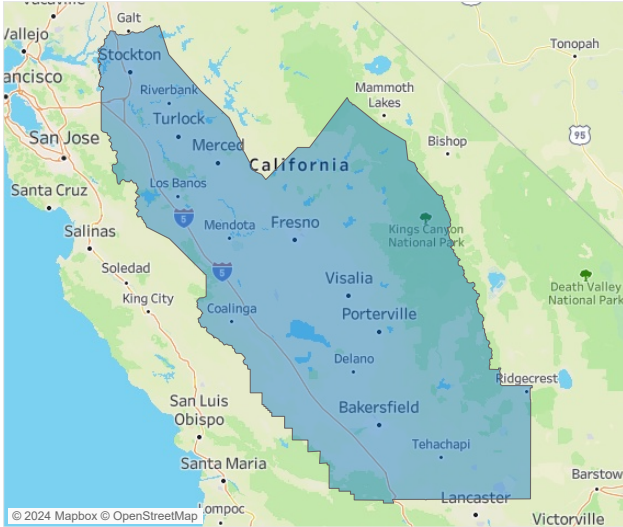 Vacaville
Galt
Vallejo
Stockton
Tonopah
ancisco
Riverbank
Mammoth
Lakes
Turlock
95
San Jose
Merced
Bishop
California
Santa Cruz
Los Banos
5
Mendota
Fresno
Kings Canyon
National Park
Salinas
Soledad
5
Visalia
Death Valley
National Park
King City
Coalinga
Porterville
Delano
Ridgecrest
San Luis
Obispo
Bakersfield
Tehachapi
Santa Maria
Barstow
Lompoc
Lancaster
© 2024 Mapbox © OpenStreetMap
Victorville